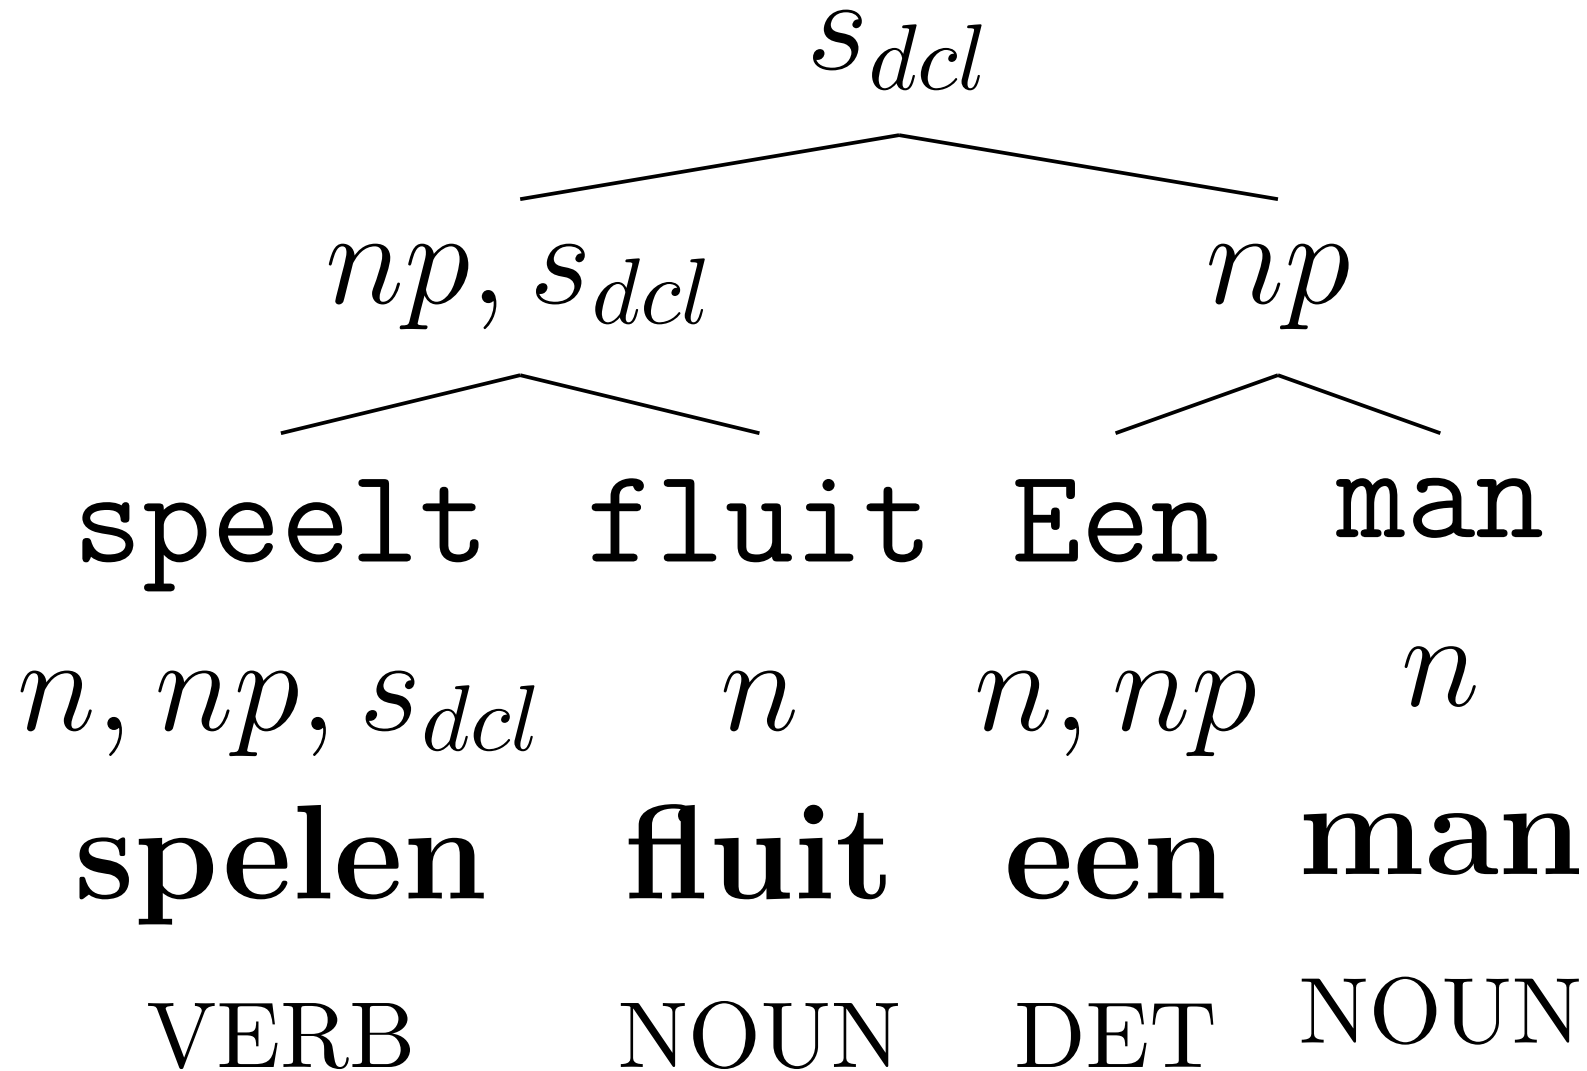 s_dcl
np, s_dcl np
speelt fluit Een man
n, np, s_dcl n n, np n
spelen fluit een man
VERB NOUN DET NOUN